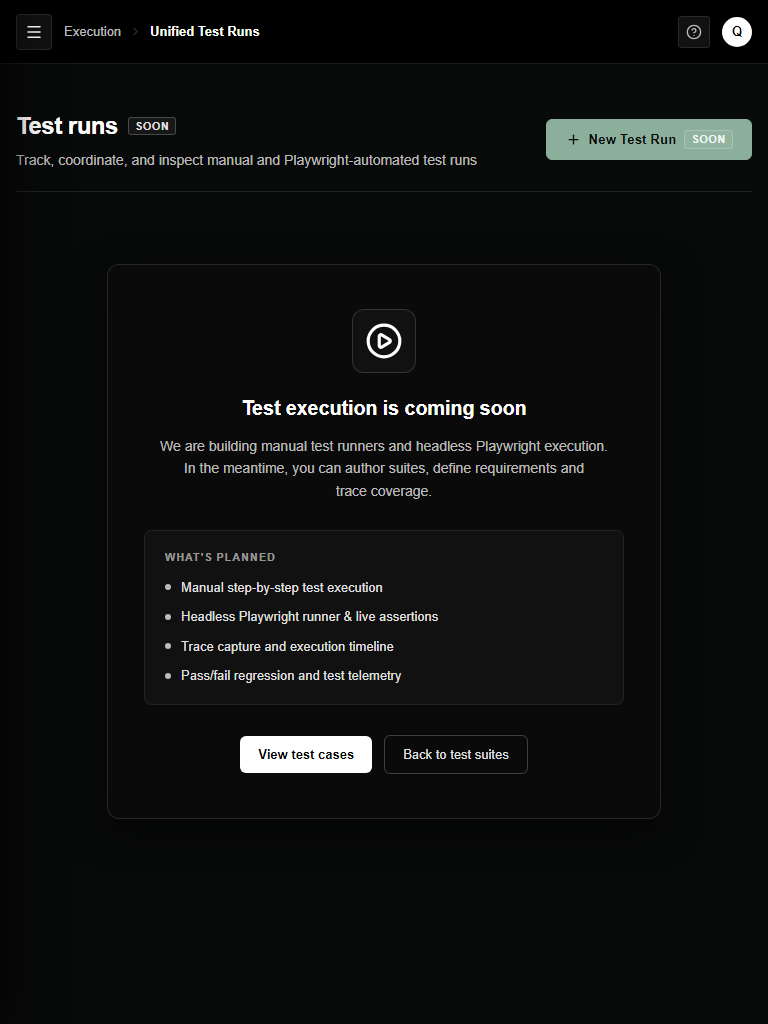 Execution > Unified Test Runs
Q
Test runs SOON
Track, coordinate, and inspect manual and Playwright-automated test runs
+ New Test Run SOON
Test execution is coming soon
We are building manual test runners and headless Playwright execution.
In the meantime, you can author suites, define requirements and
trace coverage.
WHAT'S PLANNED
• Manual step-by-step test execution
• Headless Playwright runner & live assertions
• Trace capture and execution timeline
• Pass/fail regression and test telemetry
View test cases
Back to test suites